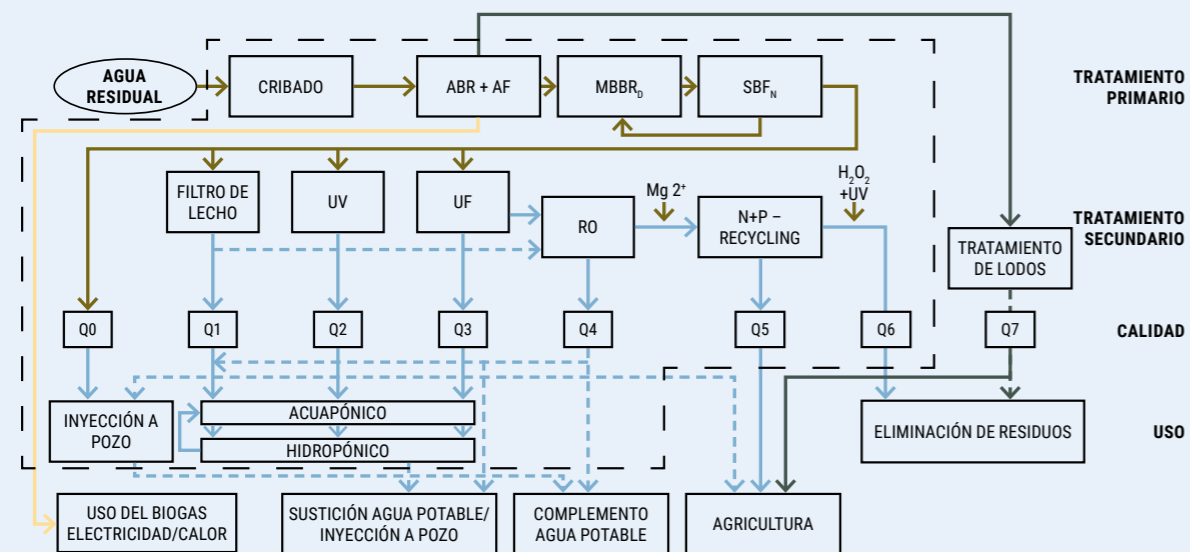 AGUA
RESIDUAL
CRIBADO
ABR + AF
MBBR_D
SBF_N
TRATAMIENTO
PRIMARIO
FILTRO DE
LECHO
UV
UF
RO
Mg 2⁺
N+P –
RECYCLING
H₂O₂
+UV
TRATAMIENTO
DE LODOS
TRATAMIENTO
SECUNDARIO
Q0
Q1
Q2
Q3
Q4
Q5
Q6
Q7
CALIDAD
INYECCIÓN A
POZO
ACUAPÓNICO
HIDROPÓNICO
ELIMINACIÓN DE RESIDUOS
USO
USO DEL BIOGAS
ELECTRICIDAD/CALOR
SUSTICIÓN AGUA POTABLE/
INYECCIÓN A POZO
COMPLEMENTO
AGUA POTABLE
AGRICULTURA